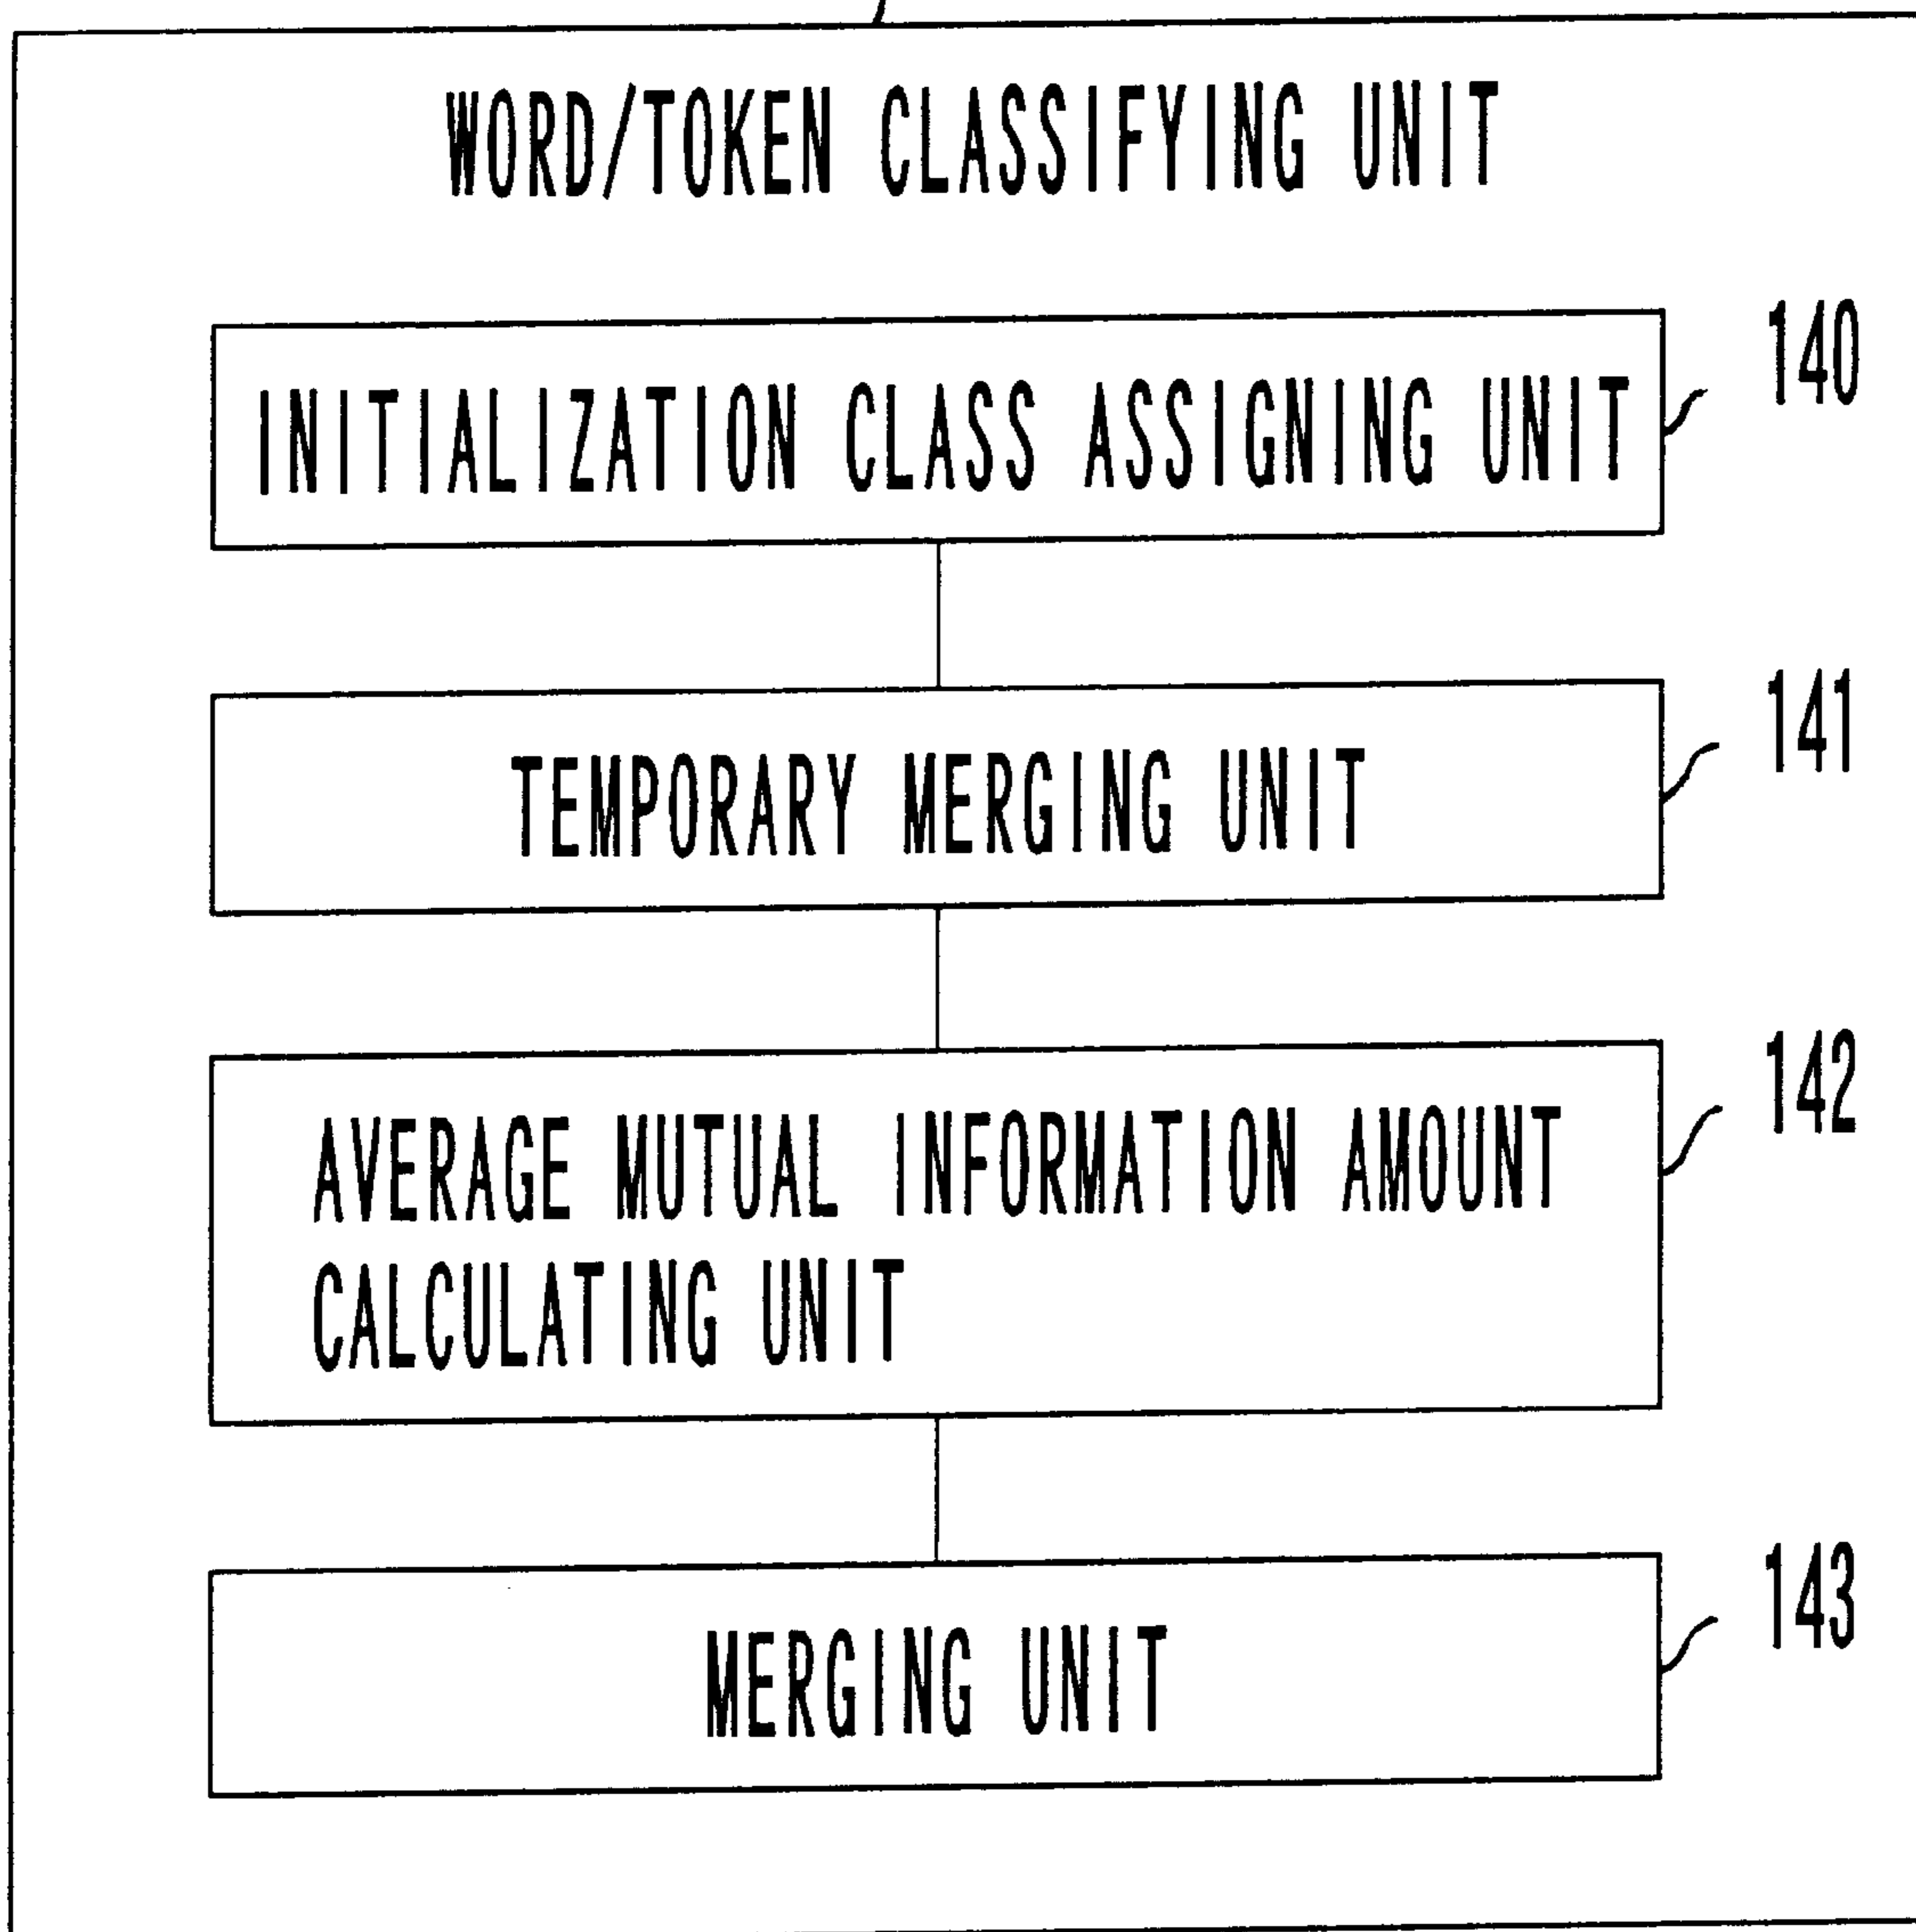 WORD/TOKEN CLASSIFYING UNIT
INITIALIZATION CLASS ASSIGNING UNIT
140
TEMPORARY MERGING UNIT
141
AVERAGE MUTUAL INFORMATION AMOUNT
CALCULATING UNIT
142
MERGING UNIT
143